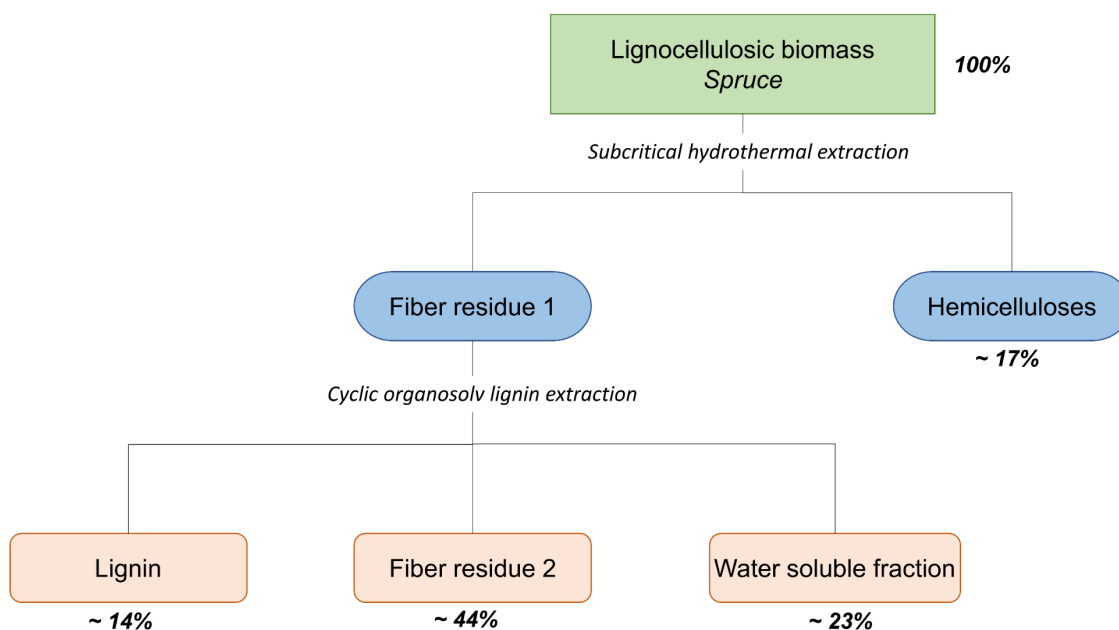 Lignocellulosic biomass
Spruce
100%
Subcritical hydrothermal extraction
Fiber residue 1
Hemicelluloses
~ 17%
Cyclic organosolv lignin extraction
Lignin
Fiber residue 2
Water soluble fraction
~ 14%
~ 44%
~ 23%